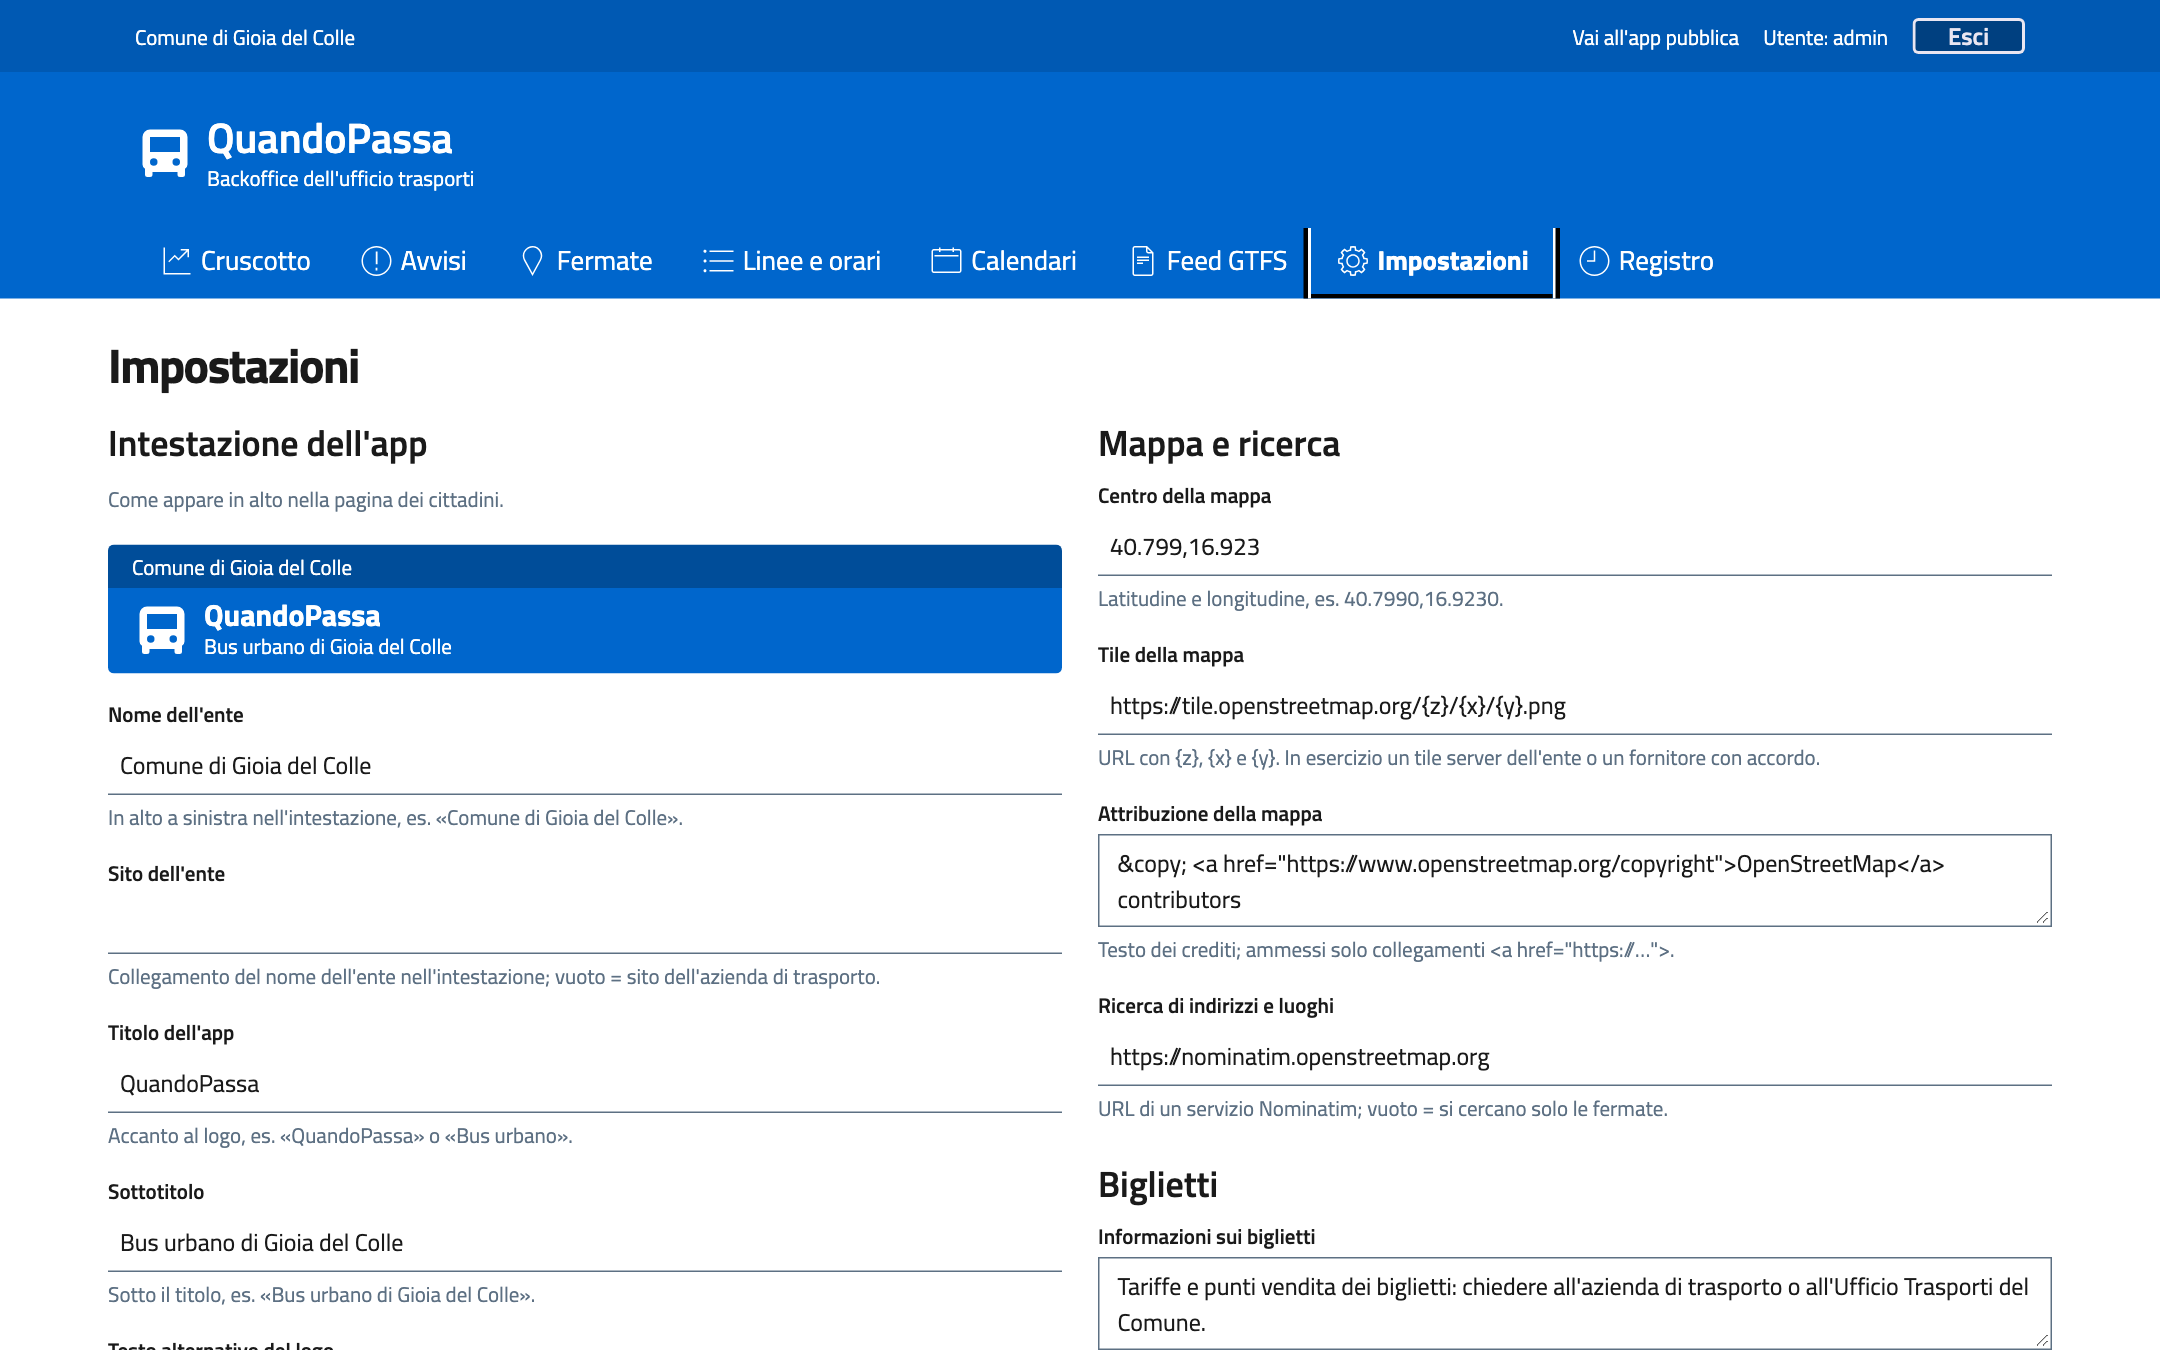 Comune di Gioia del Colle
Vai all'app pubblica
Utente: admin
Esci
QuandoPassa
Backoffice dell'ufficio trasporti
Cruscotto
Avvisi
Fermate
Linee e orari
Calendari
Feed GTFS
Impostazioni
Registro
Impostazioni
Intestazione dell'app
Come appare in alto nella pagina dei cittadini.
Comune di Gioia del Colle
QuandoPassa
Bus urbano di Gioia del Colle
Nome dell'ente
Comune di Gioia del Colle
In alto a sinistra nell'intestazione, es. «Comune di Gioia del Colle».
Sito dell'ente
Collegamento del nome dell'ente nell'intestazione; vuoto = sito dell'azienda di trasporto.
Titolo dell'app
QuandoPassa
Accanto al logo, es. «QuandoPassa» o «Bus urbano».
Sottotitolo
Bus urbano di Gioia del Colle
Sotto il titolo, es. «Bus urbano di Gioia del Colle».
Testo alternativo del logo
Mappa e ricerca
Centro della mappa
40.799,16.923
Latitudine e longitudine, es. 40.7990,16.9230.
Tile della mappa
https://tile.openstreetmap.org/{z}/{x}/{y}.png
URL con {z}, {x} e {y}. In esercizio un tile server dell'ente o un fornitore con accordo.
Attribuzione della mappa
&copy; <a href="https://www.openstreetmap.org/copyright">OpenStreetMap</a>
contributors
Testo dei crediti; ammessi solo collegamenti <a href="https://...">.
Ricerca di indirizzi e luoghi
https://nominatim.openstreetmap.org
URL di un servizio Nominatim; vuoto = si cercano solo le fermate.
Biglietti
Informazioni sui biglietti
Tariffe e punti vendita dei biglietti: chiedere all'azienda di trasporto o all'Ufficio Trasporti del
Comune.